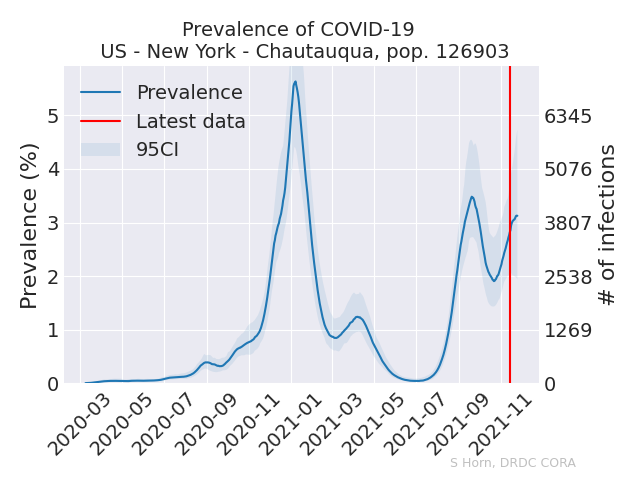 Prevalence of COVID-19
US - New York - Chautauqua, pop. 126903
Prevalence
Latest data
95CI
Prevalence (%)
5
4
3
2
1
0
6345
5076
3807
2538
1269
0
# of infections
2020-03
2020-05
2020-07
2020-09
2020-11
2021-01
2021-03
2021-05
2021-07
2021-09
2021-11
S Horn, DRDC CORA